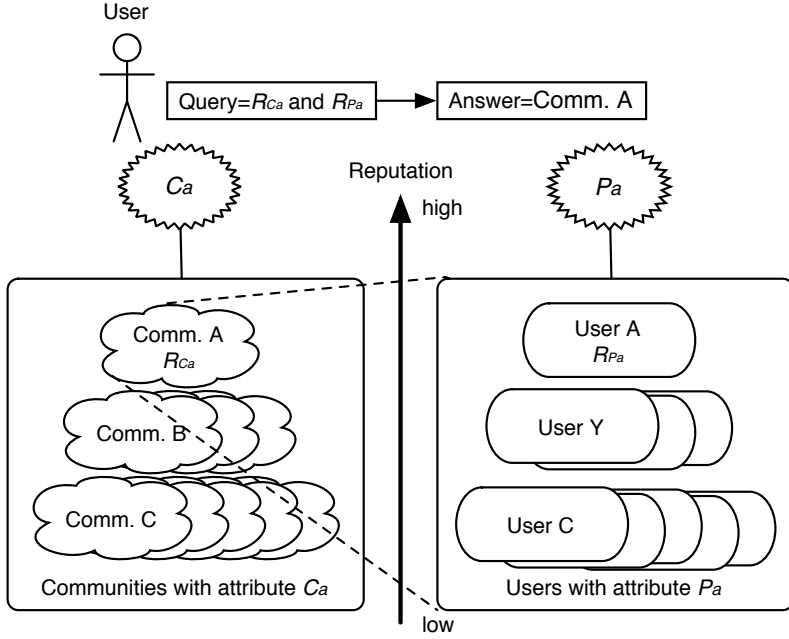 User
Query=RCa and RPa
Answer=Comm. A
Ca
Reputation
high
Pa
Comm. A
RCa
User A
RPa
Comm. B
User Y
Comm. C
User C
Communities with attribute Ca
Users with attribute Pa
low